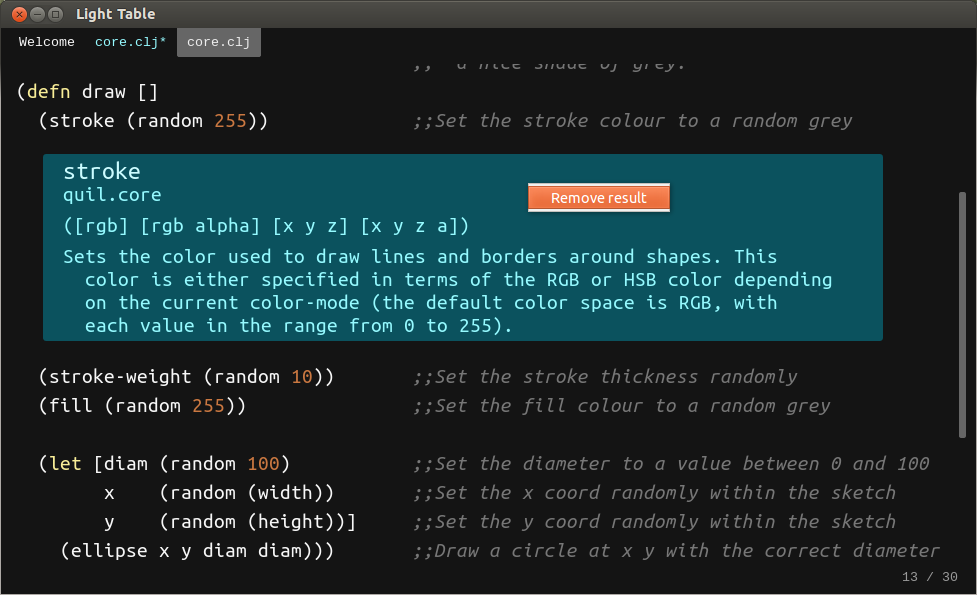 Light Table
Welcome core.clj* core.clj
;; a nice shade of grey.
(defn draw []
(stroke (random 255)) ;;Set the stroke colour to a random grey
stroke
quil.core
Remove result
([rgb] [rgb alpha] [x y z] [x y z a])
Sets the color used to draw lines and borders around shapes. This
color is either specified in terms of the RGB or HSB color depending
on the current color-mode (the default color space is RGB, with
each value in the range from 0 to 255).
(stroke-weight (random 10)) ;;Set the stroke thickness randomly
(fill (random 255)) ;;Set the fill colour to a random grey
(let [diam (random 100) ;;Set the diameter to a value between 0 and 100
x (random (width)) ;;Set the x coord randomly within the sketch
y (random (height))] ;;Set the y coord randomly within the sketch
(ellipse x y diam diam))) ;;Draw a circle at x y with the correct diameter
13 / 30